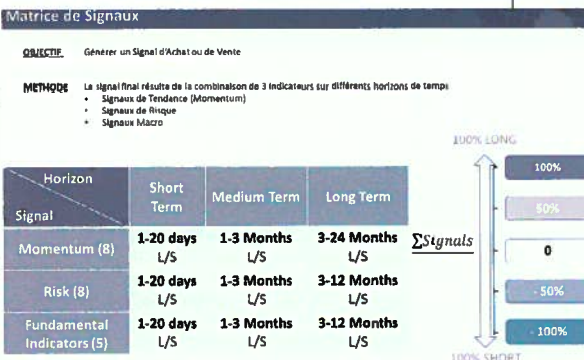 Matrice de Signaux
OBJECTIF Générer un Signal d'Achat ou de Vente
METHODE Le signal final résulte de la combinaison de 3 indicateurs sur différents horizons de temps
• Signaux de Tendance (Momentum)
• Signaux de Risque
• Signaux Macro
100% LONG
Horizon
Signal
Short Term
Medium Term
Long Term
Momentum (8)
1-20 days L/S
1-3 Months L/S
3-24 Months L/S
Risk (8)
1-20 days L/S
1-3 Months L/S
3-12 Months L/S
Fundamental Indicators (5)
1-20 days L/S
1-3 Months L/S
3-12 Months L/S
∑Signals
100%
50%
0
- 50%
- 100%
100% SHORT